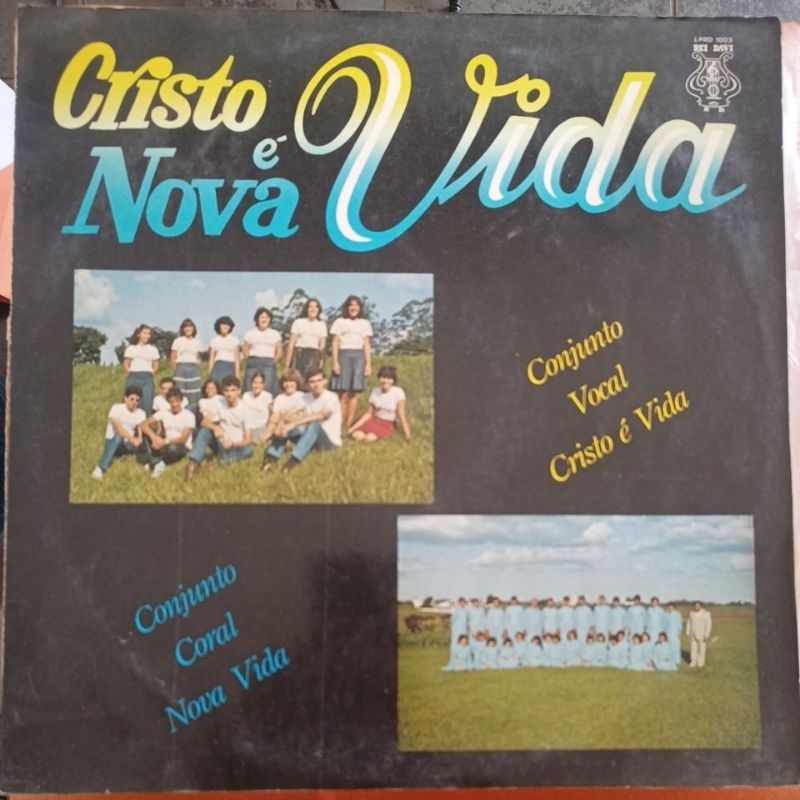 LPRD 1003
REI DAVI
Cristo
é
Nova Vida
Conjunto
Vocal
Cristo é Vida
Conjunto
Coral
Nova Vida